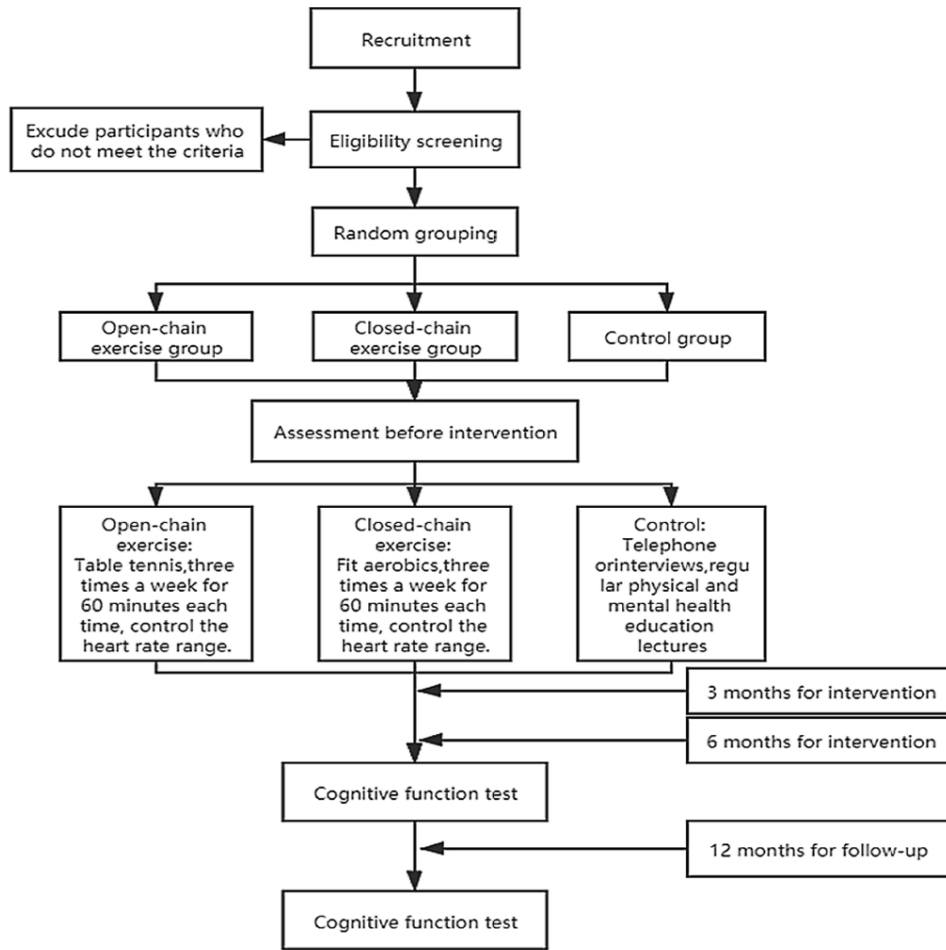 Recruitment
Excude participants who
do not meet the criteria
Eligibility screening
Random grouping
Open-chain
exercise group
Closed-chain
exercise group
Control group
Assessment before intervention
Open-chain
exercise:
Table tennis,three
times a week for
60 minutes each
time, control the
heart rate range.
Closed-chain
exercise:
Fit aerobics,three
times a week for
60 minutes each
time, control the
heart rate range.
Control:
Telephone
orinterviews,regu
lar physical and
mental health
education
lectures
3 months for intervention
6 months for intervention
Cognitive function test
12 months for follow-up
Cognitive function test